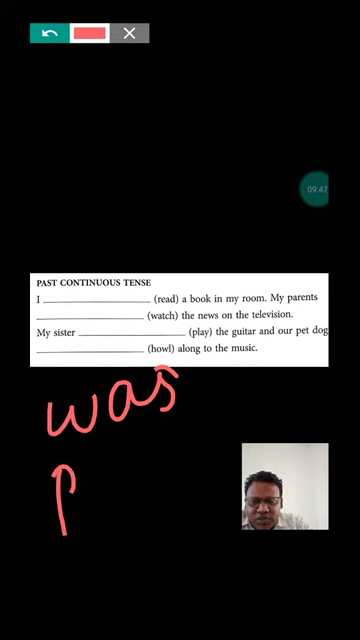 09:47
PAST CONTINUOUS TENSE
I ____________________ (read) a book in my room. My parents
____________________ (watch) the news on the television.
My sister ____________________ (play) the guitar and our pet dog
____________________ (howl) along to the music.
was
p